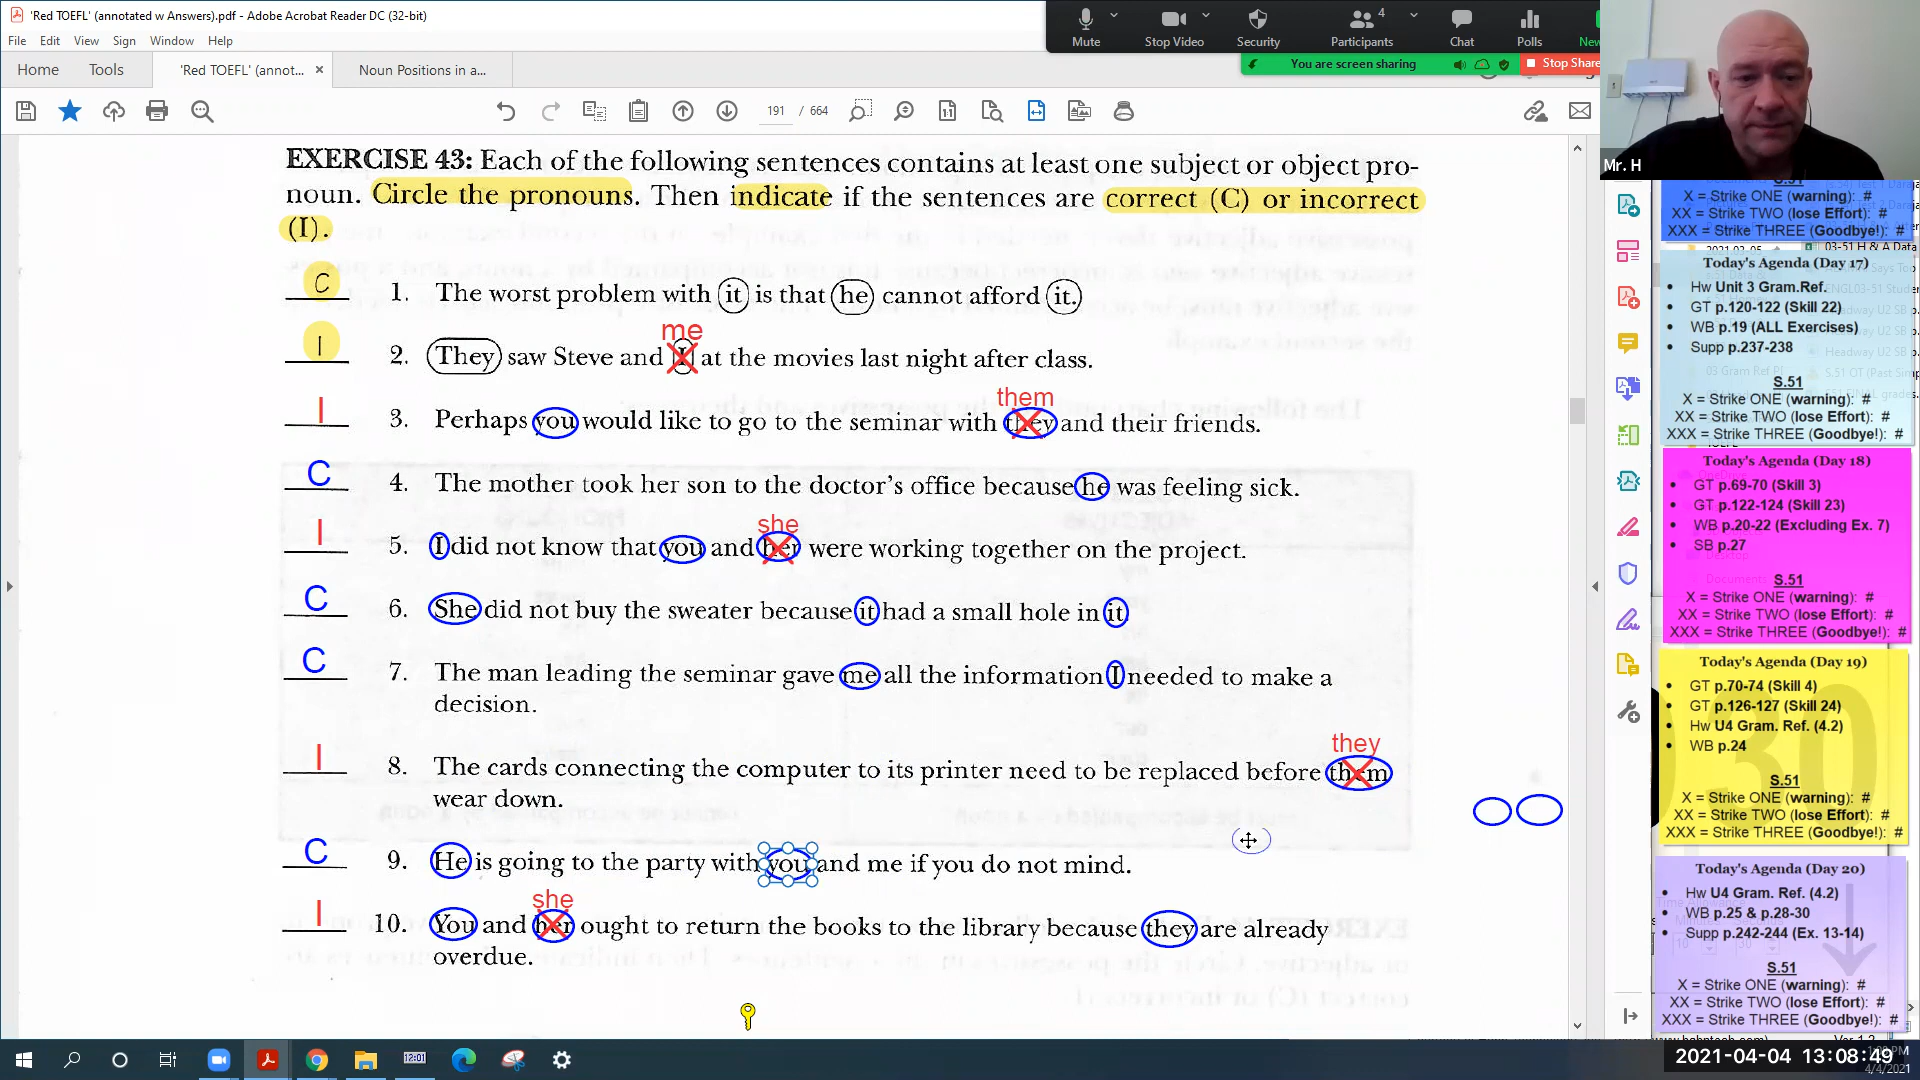 'Red TOEFL' (annotated w Answers).pdf - Adobe Acrobat Reader DC (32-bit)
File Edit View Sign Window Help
Home Tools 'Red TOEFL' (annot... × Noun Positions in a...
191 / 664
Mute Stop Video Security Participants 4 Chat Polls New
You are screen sharing Stop Share
Mr. H
EXERCISE 43: Each of the following sentences contains at least one subject or object pro-
noun. Circle the pronouns. Then indicate if the sentences are correct (C) or incorrect
(I).
C 1. The worst problem with it is that he cannot afford it.
me
I 2. They saw Steve and I at the movies last night after class.
them
I 3. Perhaps you would like to go to the seminar with they and their friends.
C 4. The mother took her son to the doctor's office because he was feeling sick.
she
I 5. I did not know that you and her were working together on the project.
C 6. She did not buy the sweater because it had a small hole in it.
C 7. The man leading the seminar gave me all the information I needed to make a
decision.
they
I 8. The cards connecting the computer to its printer need to be replaced before them
wear down.
C 9. He is going to the party with you and me if you do not mind.
she
I 10. You and her ought to return the books to the library because they are already
overdue.
S.51
X = Strike ONE (warning): #
XX = Strike TWO (lose Effort): #
XXX = Strike THREE (Goodbye!): #
Today's Agenda (Day 17)
• Hw Unit 3 Gram.Ref.
• GT p.120-122 (Skill 22)
• WB p.19 (ALL Exercises)
• Supp p.237-238
S.51
X = Strike ONE (warning): #
XX = Strike TWO (lose Effort): #
XXX = Strike THREE (Goodbye!): #
Today's Agenda (Day 18)
• GT p.69-70 (Skill 3)
• GT p.122-124 (Skill 23)
• WB p.20-22 (Excluding Ex. 7)
• SB p.27
S.51
X = Strike ONE (warning): #
XX = Strike TWO (lose Effort): #
XXX = Strike THREE (Goodbye!): #
Today's Agenda (Day 19)
• GT p.70-74 (Skill 4)
• GT p.126-127 (Skill 24)
• Hw U4 Gram. Ref. (4.2)
• WB p.24
S.51
X = Strike ONE (warning): #
XX = Strike TWO (lose Effort): #
XXX = Strike THREE (Goodbye!): #
Today's Agenda (Day 20)
• Hw U4 Gram. Ref. (4.2)
• WB p.25 & p.28-30
• Supp p.242-244 (Ex. 13-14)
S.51
X = Strike ONE (warning): #
XX = Strike TWO (lose Effort): #
XXX = Strike THREE (Goodbye!): #
12:01
2021-04-04 13:08:49
4/4/2021